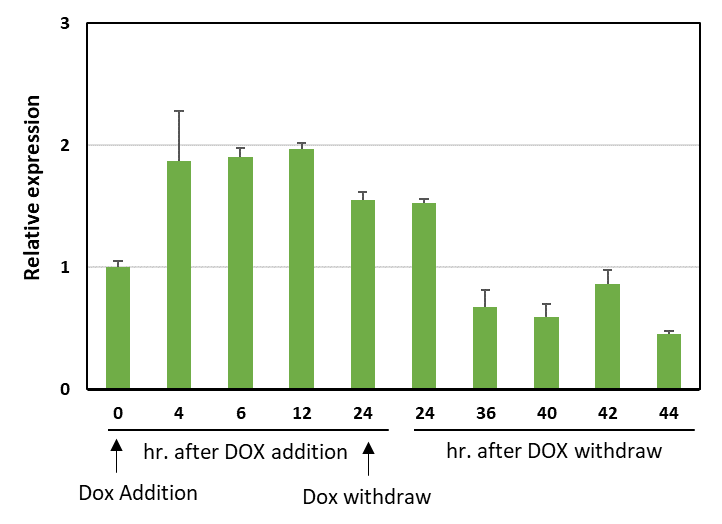 3
2
1
0
Relative expression
0 4 6 12 24 24 36 40 42 44
hr. after DOX addition hr. after DOX withdraw
Dox Addition Dox withdraw